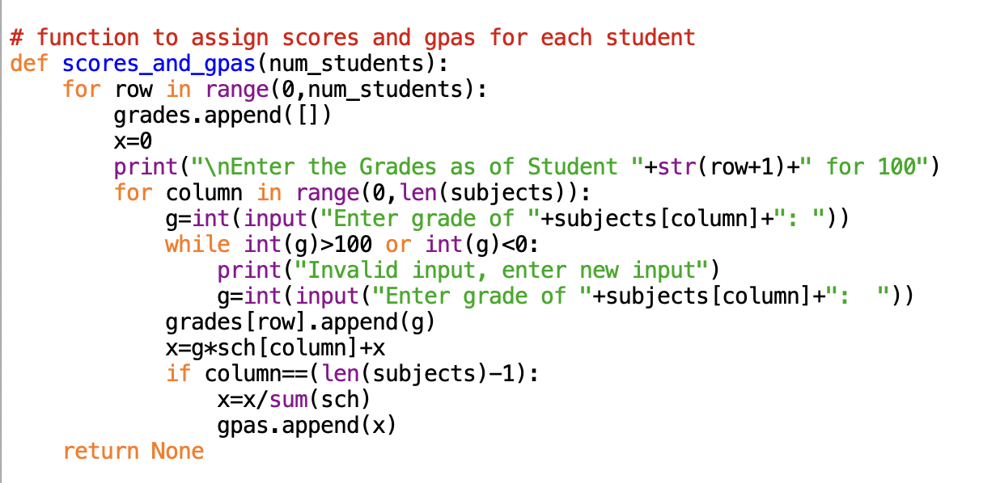 # function to assign scores and gpas for each student
def scores_and_gpas(num_students):
    for row in range(0,num_students):
        grades.append([])
        x=0
        print("\nEnter the Grades as of Student "+str(row+1)+" for 100")
        for column in range(0,len(subjects)):
            g=int(input("Enter grade of "+subjects[column]+": "))
            while int(g)>100 or int(g)<0:
                print("Invalid input, enter new input")
                g=int(input("Enter grade of "+subjects[column]+":  "))
            grades[row].append(g)
            x=g*sch[column]+x
            if column==(len(subjects)-1):
                x=x/sum(sch)
                gpas.append(x)
    return None